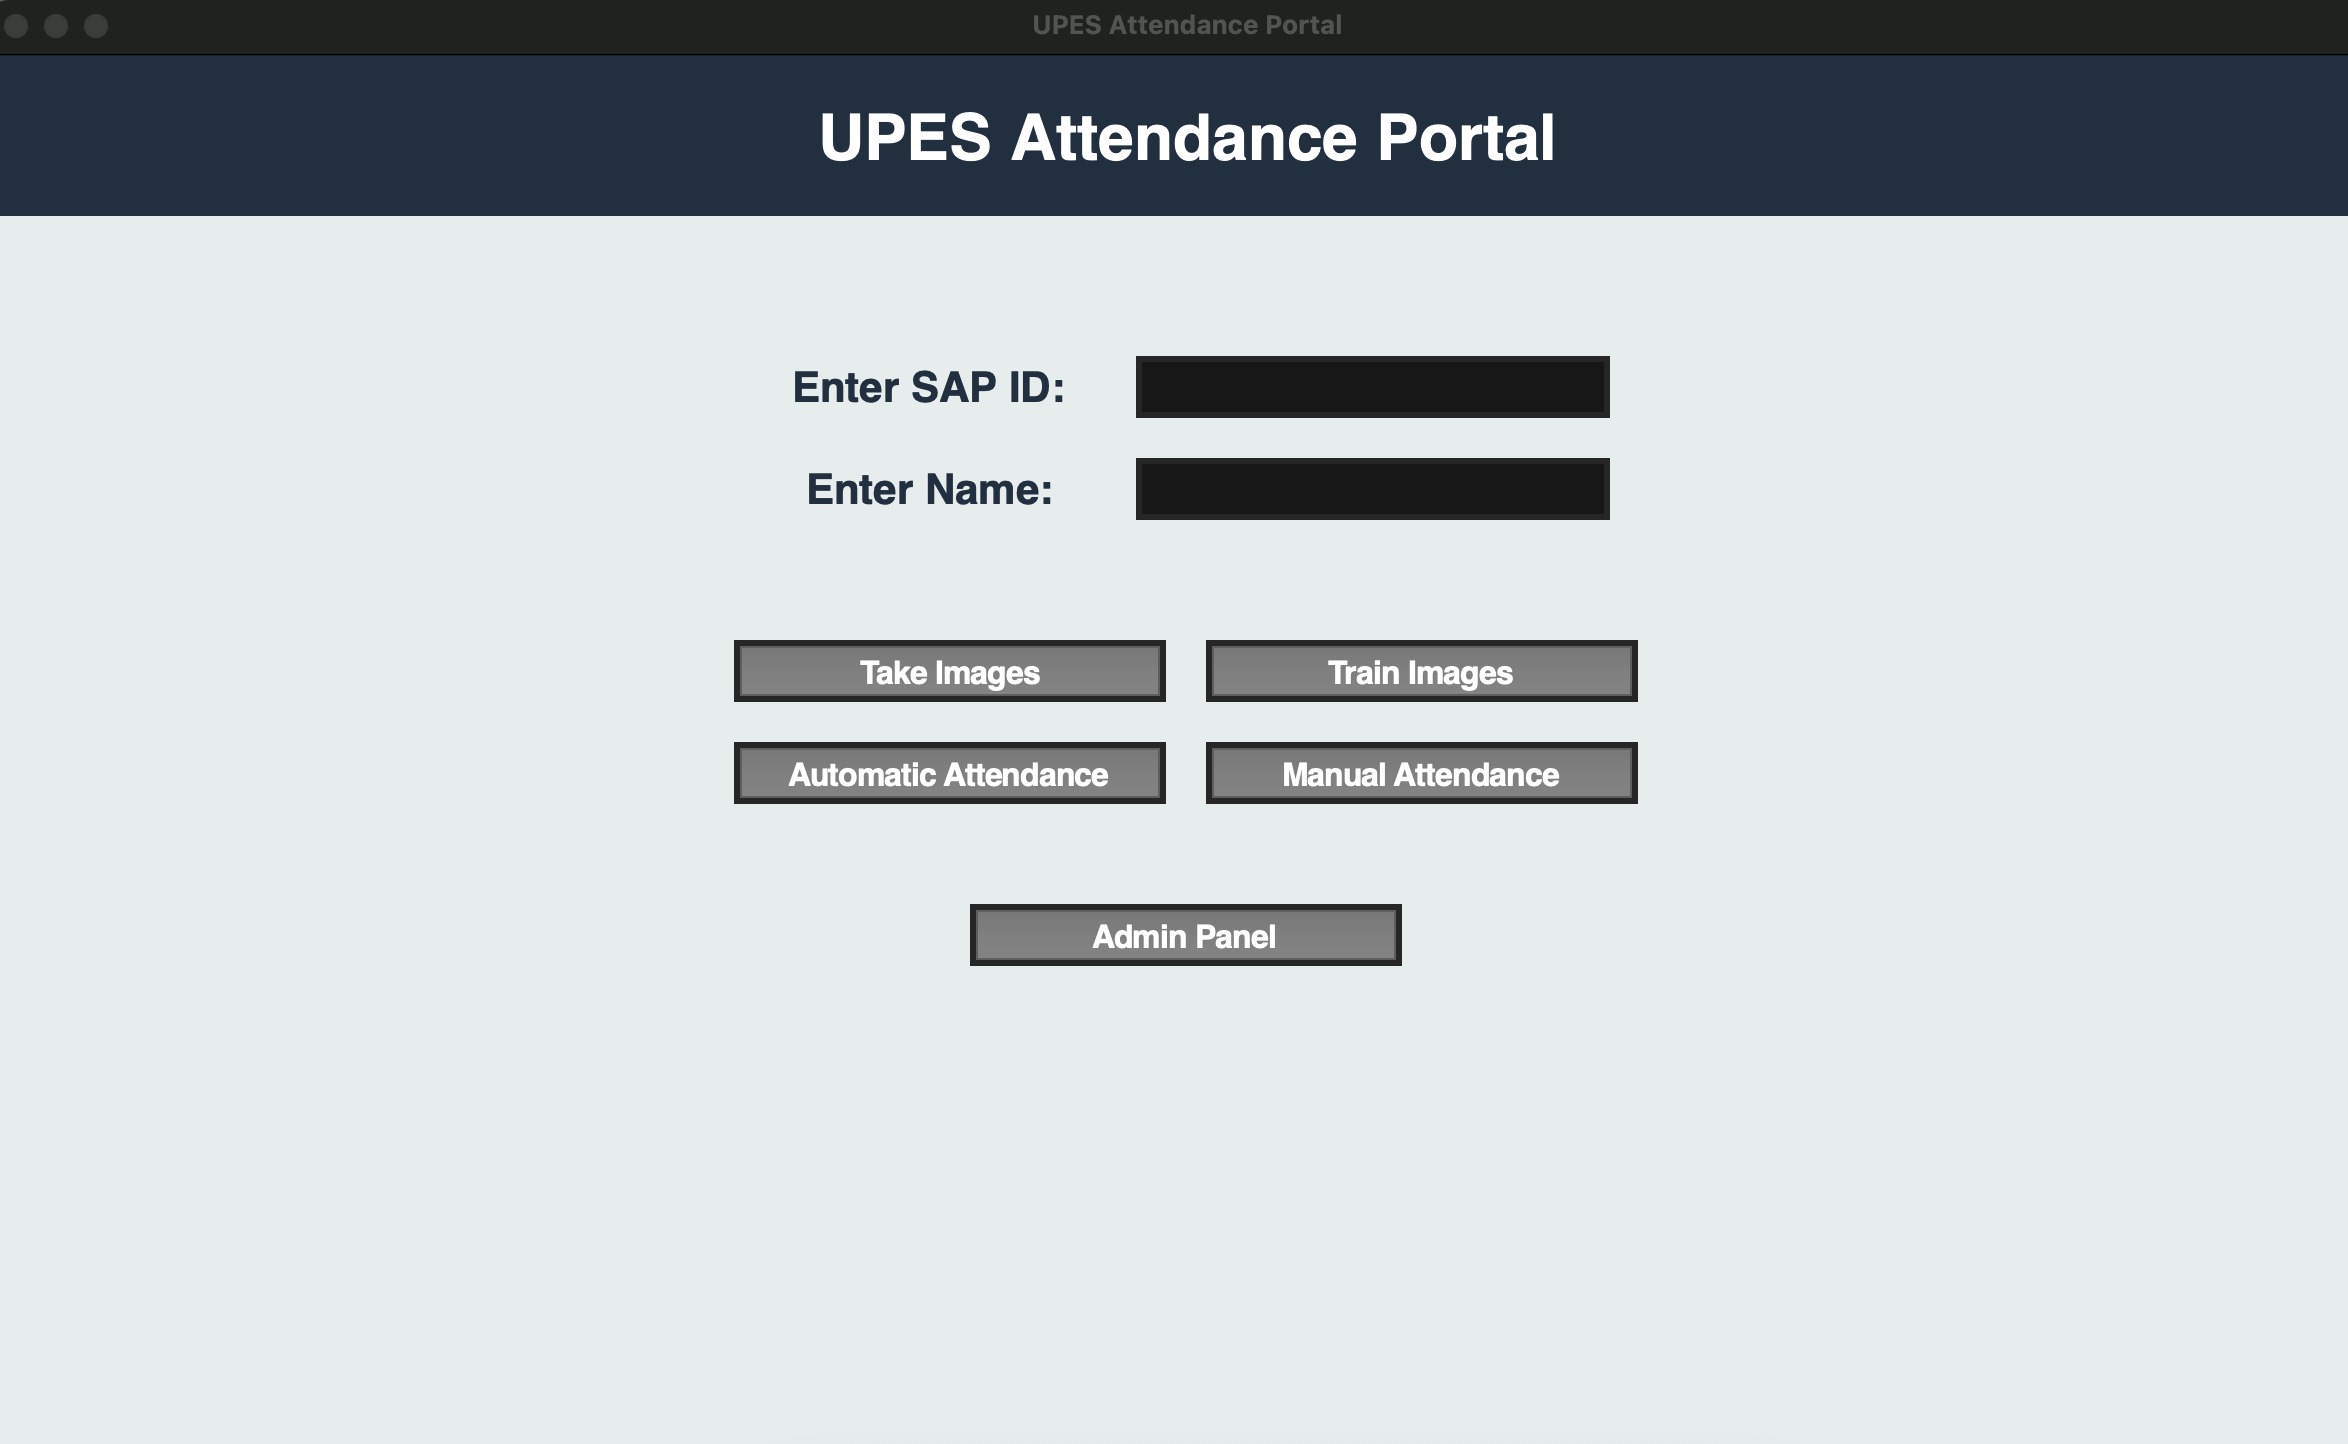 UPES Attendance Portal
UPES Attendance Portal
Enter SAP ID:
Enter Name:
Take Images
Train Images
Automatic Attendance
Manual Attendance
Admin Panel